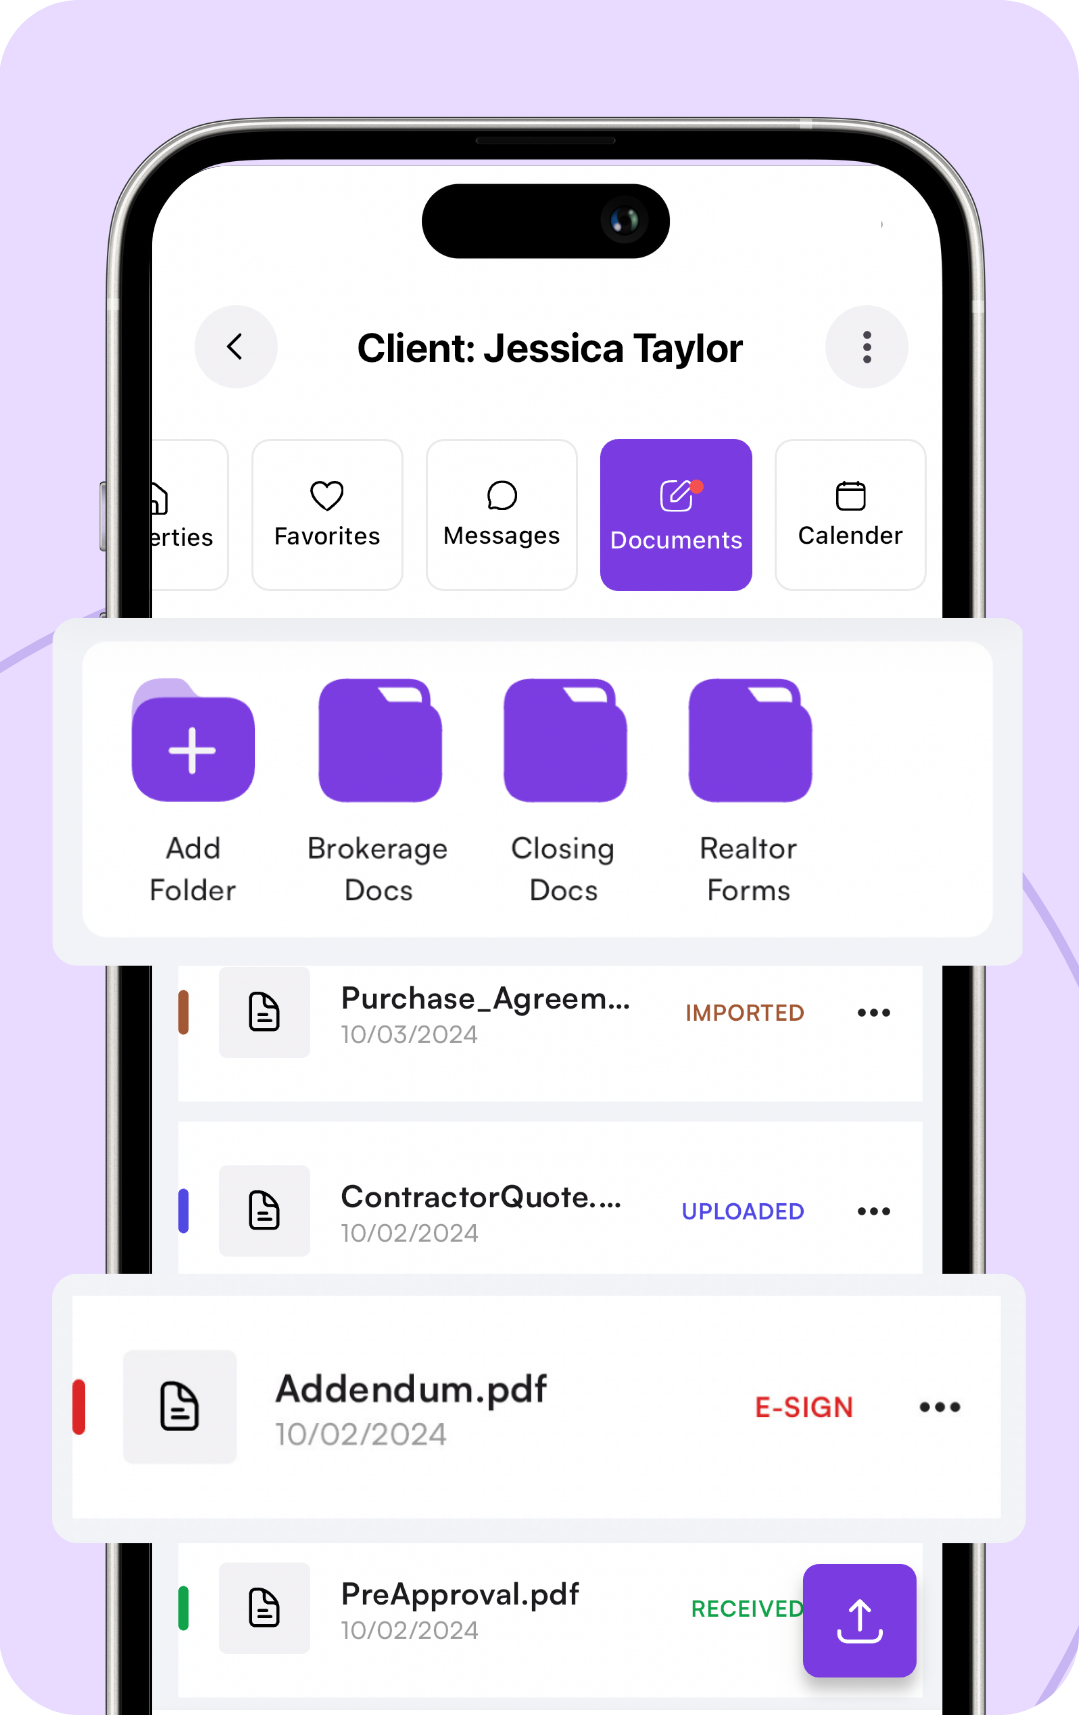 Client: Jessica Taylor
erties
Favorites
Messages
Documents
Calender
Add
Folder
Brokerage
Docs
Closing
Docs
Realtor
Forms
Purchase_Agreem...
IMPORTED
10/03/2024
ContractorQuote....
UPLOADED
10/02/2024
Addendum.pdf
E-SIGN
10/02/2024
PreApproval.pdf
RECEIVED
10/02/2024